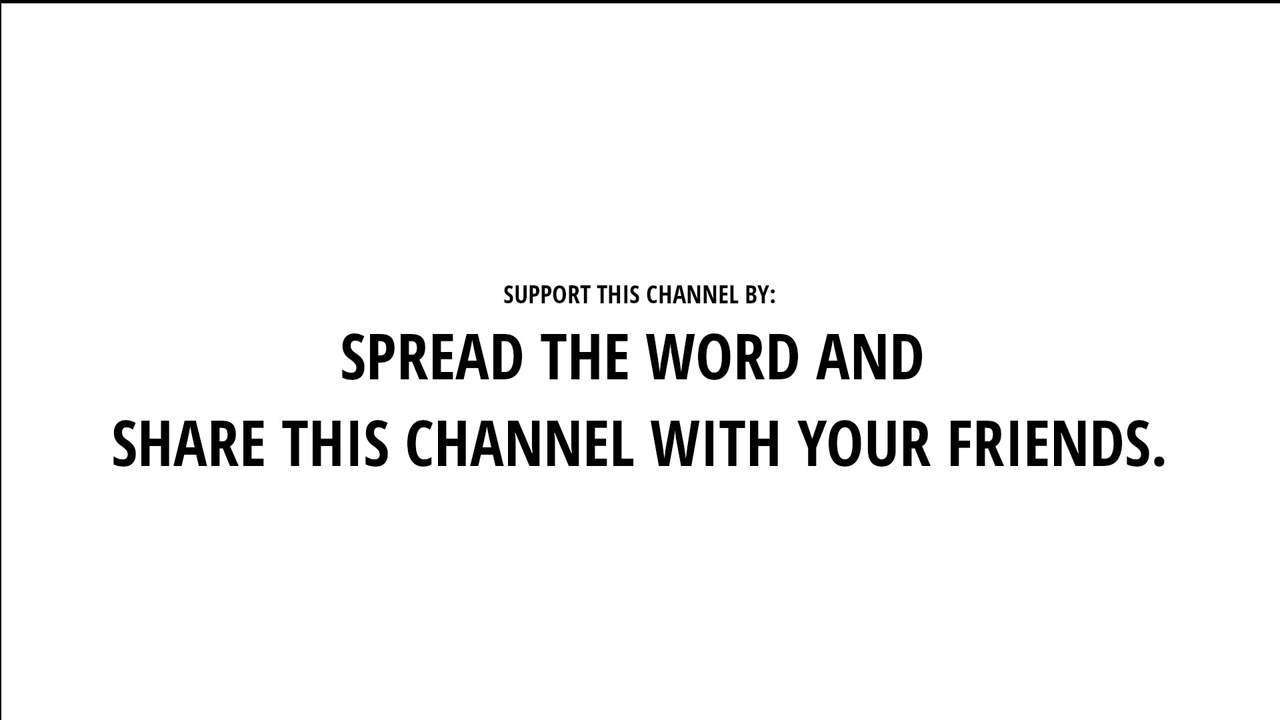 SUPPORT THIS CHANNEL BY:
SPREAD THE WORD AND
SHARE THIS CHANNEL WITH YOUR FRIENDS.